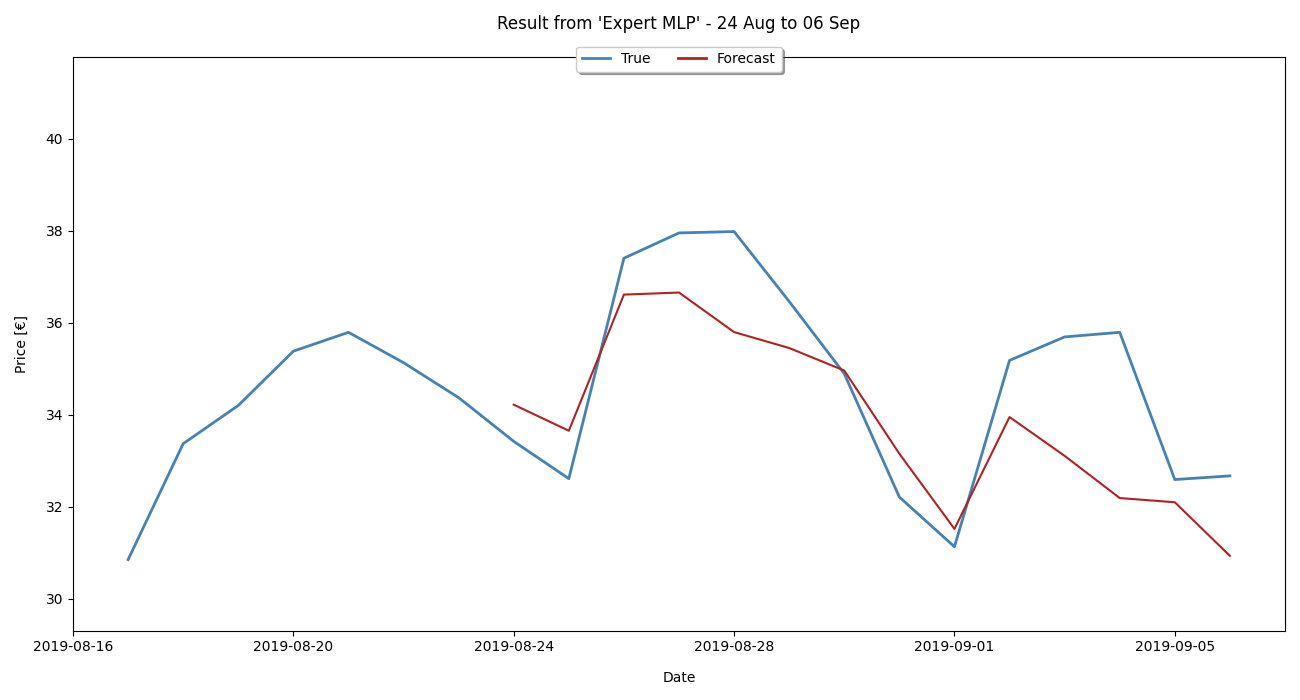 Result from 'Expert MLP' - 24 Aug to 06 Sep
True Forecast
40
38
36
34
32
30
Price [€]
2019-08-16 2019-08-20 2019-08-24 2019-08-28 2019-09-01 2019-09-05
Date